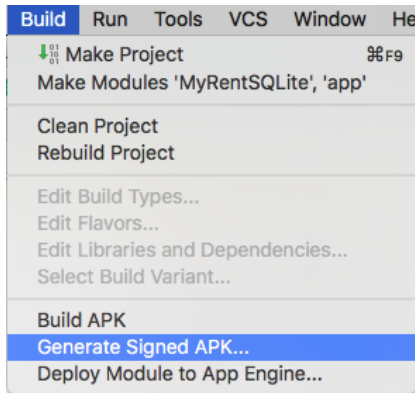 Build Run Tools VCS Window He
Make Project ⌘F9
Make Modules 'MyRentSQLite', 'app'
Clean Project
Rebuild Project
Edit Build Types...
Edit Flavors...
Edit Libraries and Dependencies...
Select Build Variant...
Build APK
Generate Signed APK...
Deploy Module to App Engine...